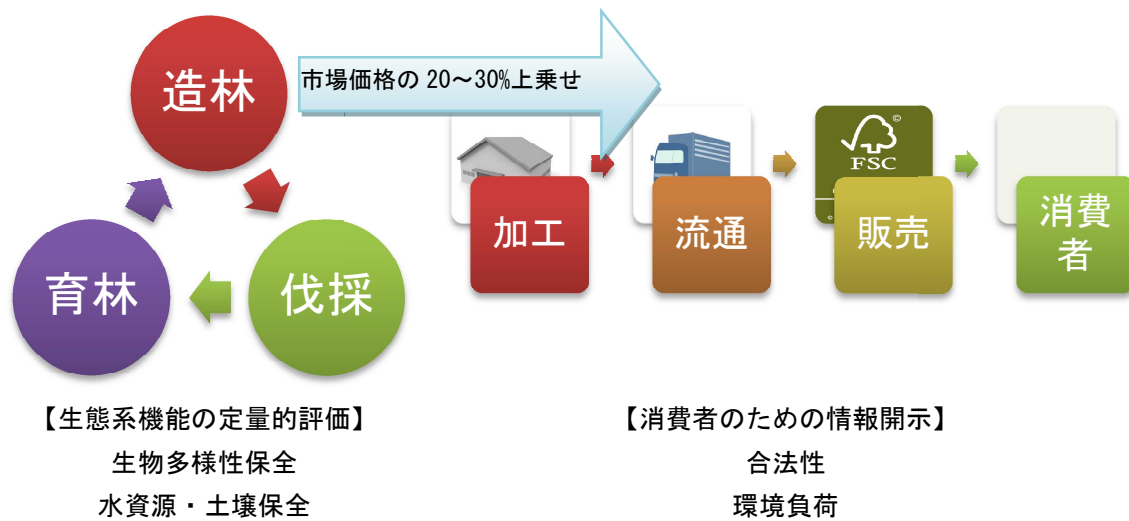 造林
市場価格の 20～30%上乗せ
育林
伐採
©
FSC
加工
流通
販売
消費
者
【生態系機能の定量的評価】
生物多様性保全
水資源・土壌保全
【消費者のための情報開示】
合法性
環境負荷